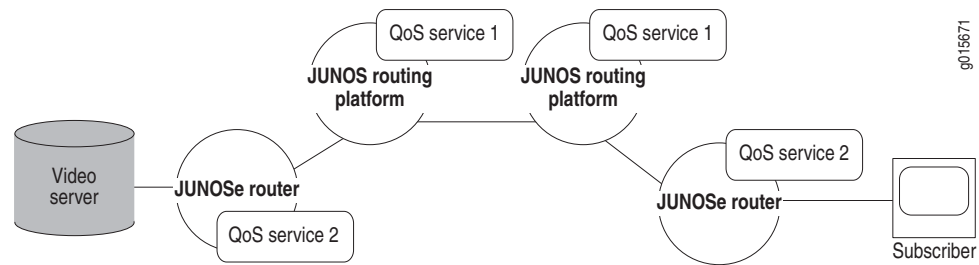 QoS service 1
QoS service 1
g015671
JUNOS routing
platform
JUNOS routing
platform
Video
server
JUNOSe router
QoS service 2
QoS service 2
JUNOSe router
Subscriber